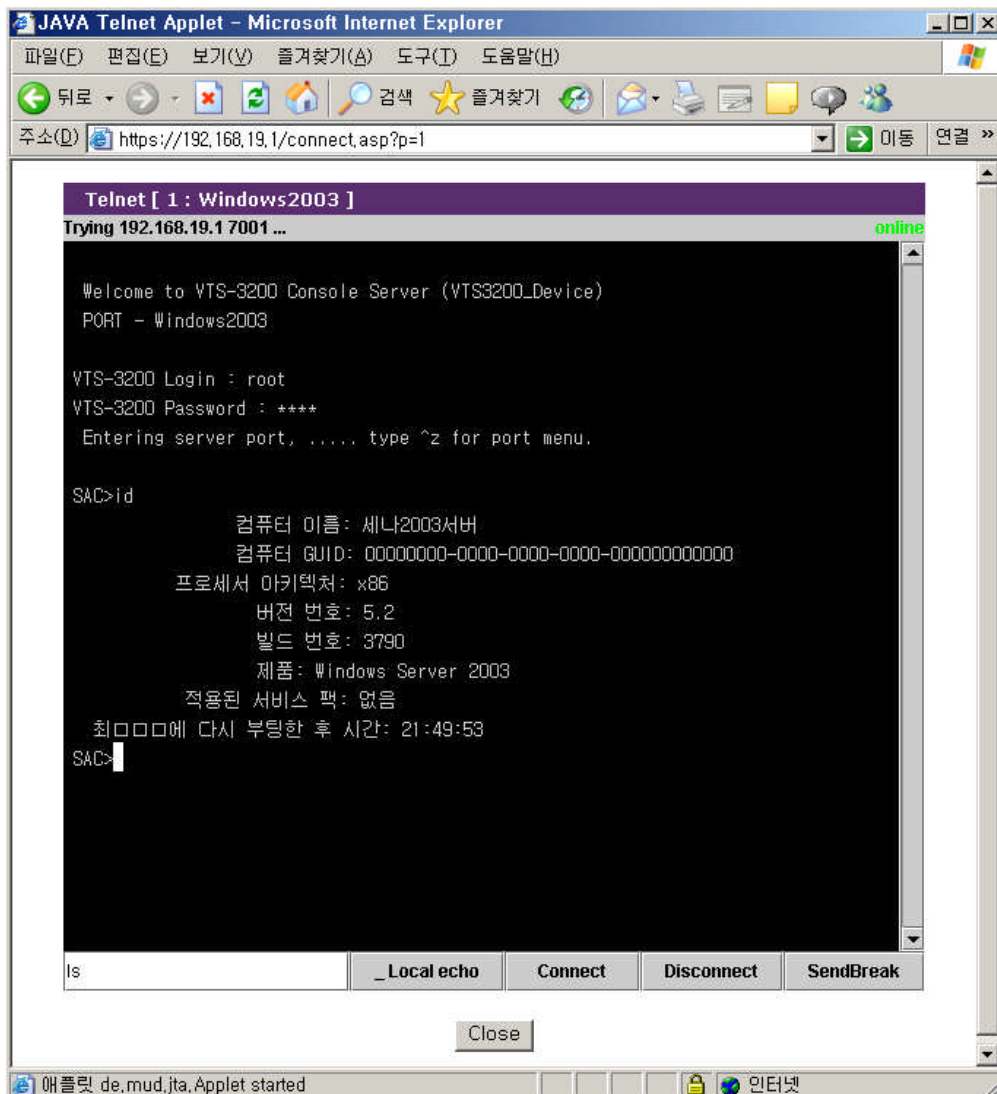 JAVA Telnet Applet - Microsoft Internet Explorer
파일(F) 편집(E) 보기(V) 즐겨찾기(A) 도구(T) 도움말(H)
뒤로 검색 즐겨찾기
주소(D) https://192.168.19.1/connect.asp?p=1 이동 연결 »
Telnet [ 1 : Windows2003 ]
Trying 192.168.19.1 7001 ... online
₩elcome to VTS-3200 Console Server (VTS3200_Device)
PORT - ₩indows2003
VTS-3200 Login : root
VTS-3200 Password : ****
Entering server port, ..... type ^z for port menu.
SAC>id
컴퓨터 이름: 세나2003서버
컴퓨터 GUID: 00000000-0000-0000-0000-000000000000
프로세서 아키텍처: x86
버전 번호: 5.2
빌드 번호: 3790
제품: ₩indows Server 2003
적용된 서비스 팩: 없음
최□□□에 다시 부팅한 후 시간: 21:49:53
SAC>
ls _Local echo Connect Disconnect SendBreak
Close
애플릿 de.mud.jta.Applet started 인터넷